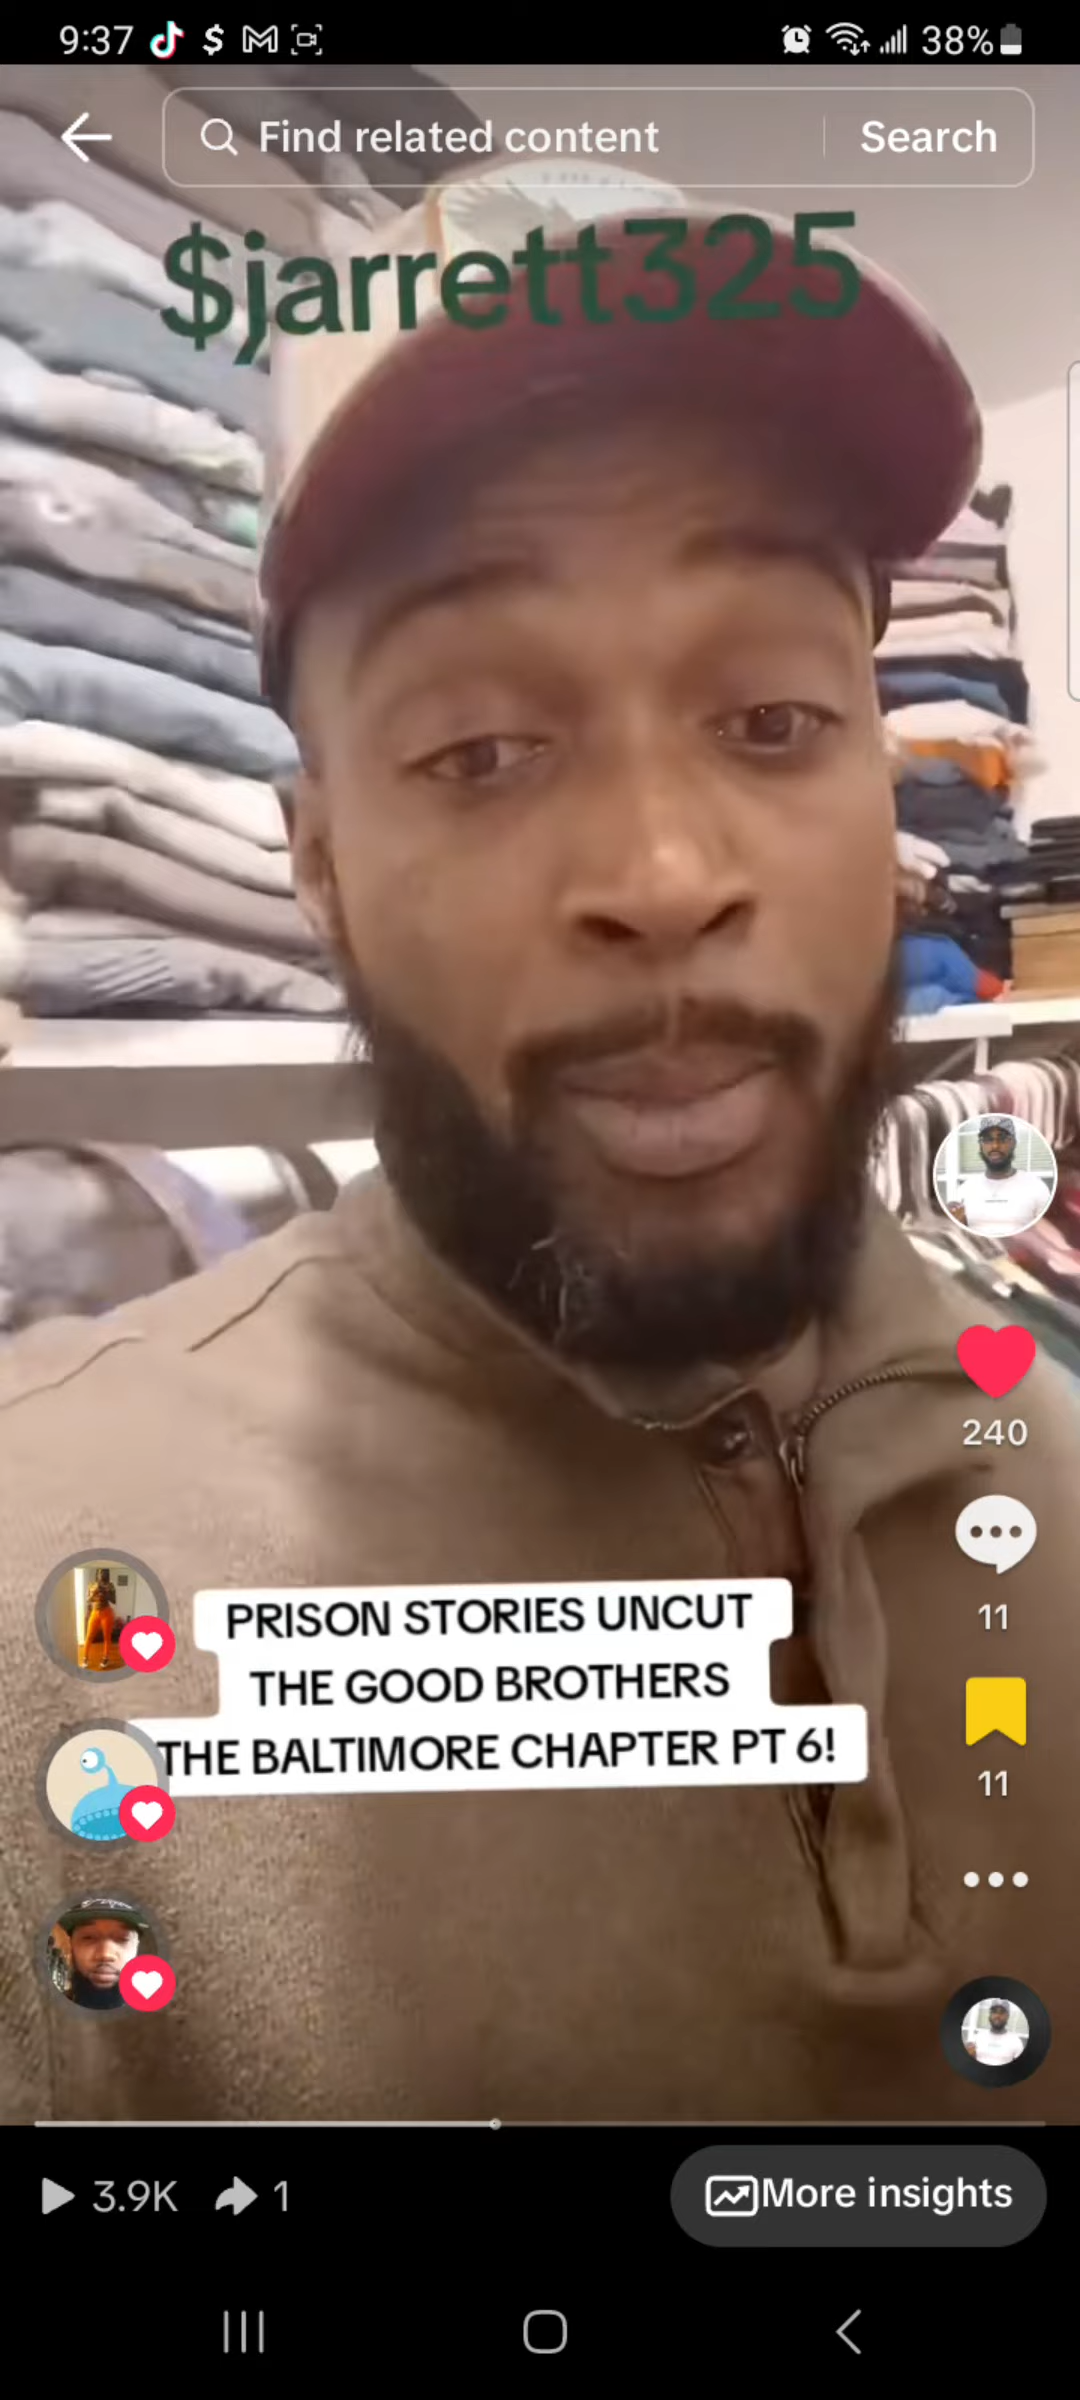 9:37 $ 38%
Find related content Search
$jarrett325
240
PRISON STORIES UNCUT
THE GOOD BROTHERS
THE BALTIMORE CHAPTER PT 6!
11
11
3.9K 1 More insights